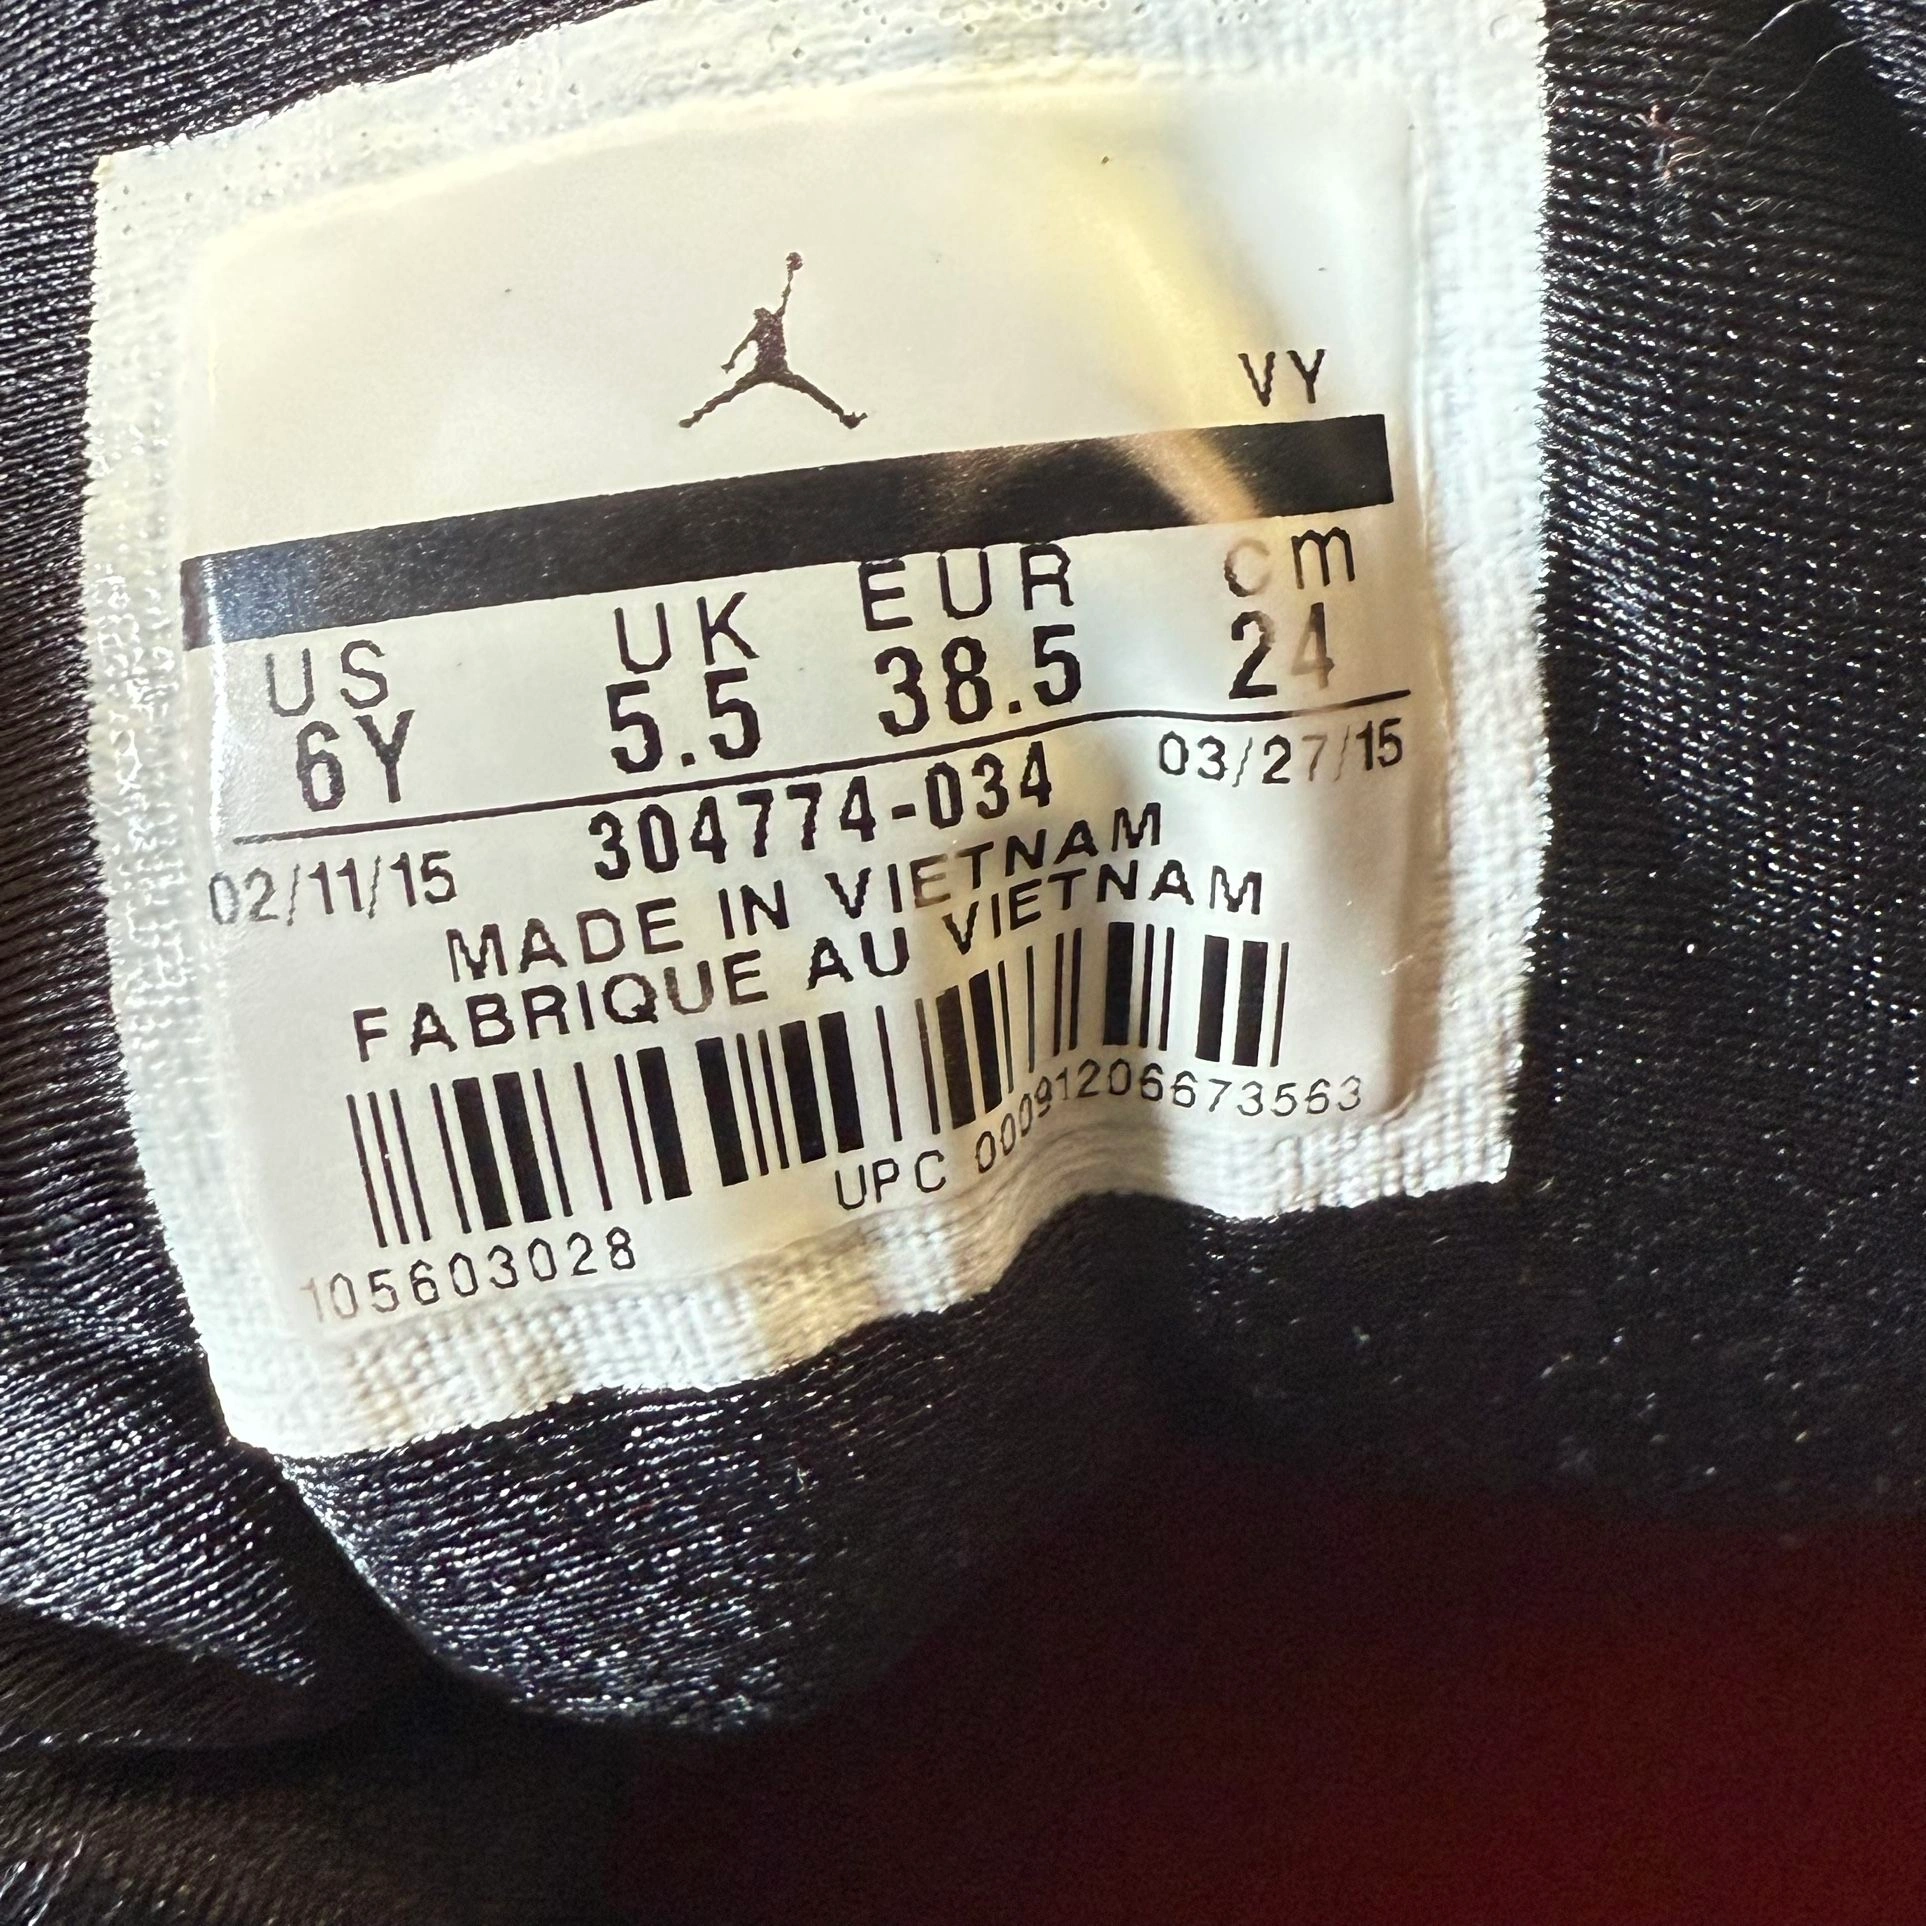 VY
US UK EUR cm
6Y 5.5 38.5 24
02/11/15 304774-034 03/27/15
MADE IN VIETNAM
FABRIQUE AU VIETNAM
105603028 UPC 00091206673563